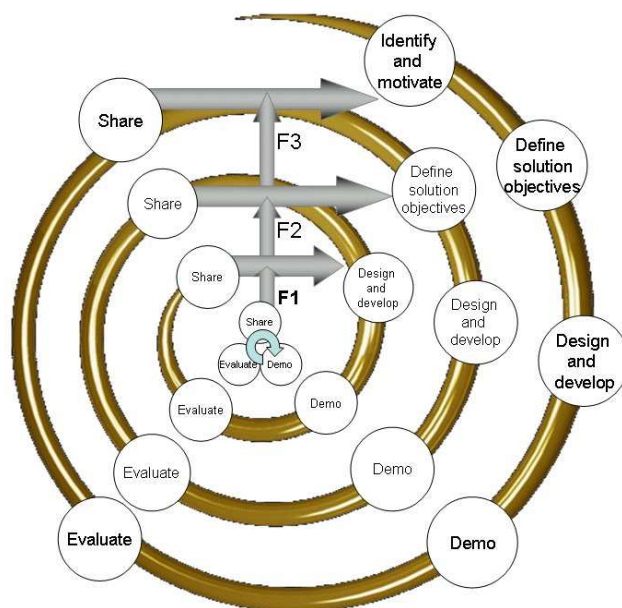 Identify
and
motivate
Share
F3
Define
solution
objectives
Share
Define
solution
objectives
F2
Share
Design
and
develop
F1
Share
Design
and
develop
Design
and
develop
Evaluate
Demo
Evaluate
Demo
Evaluate
Demo
Evaluate
Demo